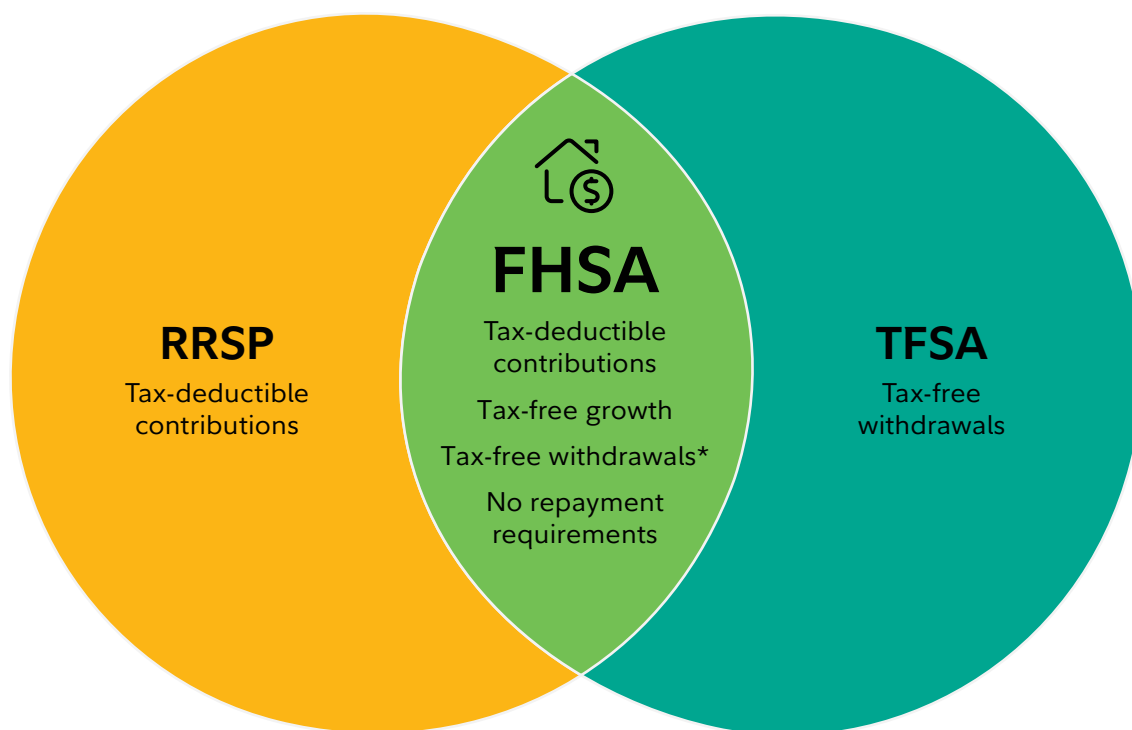 RRSP
Tax-deductible
contributions
$
FHSA
Tax-deductible
contributions
Tax-free growth
Tax-free withdrawals*
No repayment
requirements
TFSA
Tax-free
withdrawals